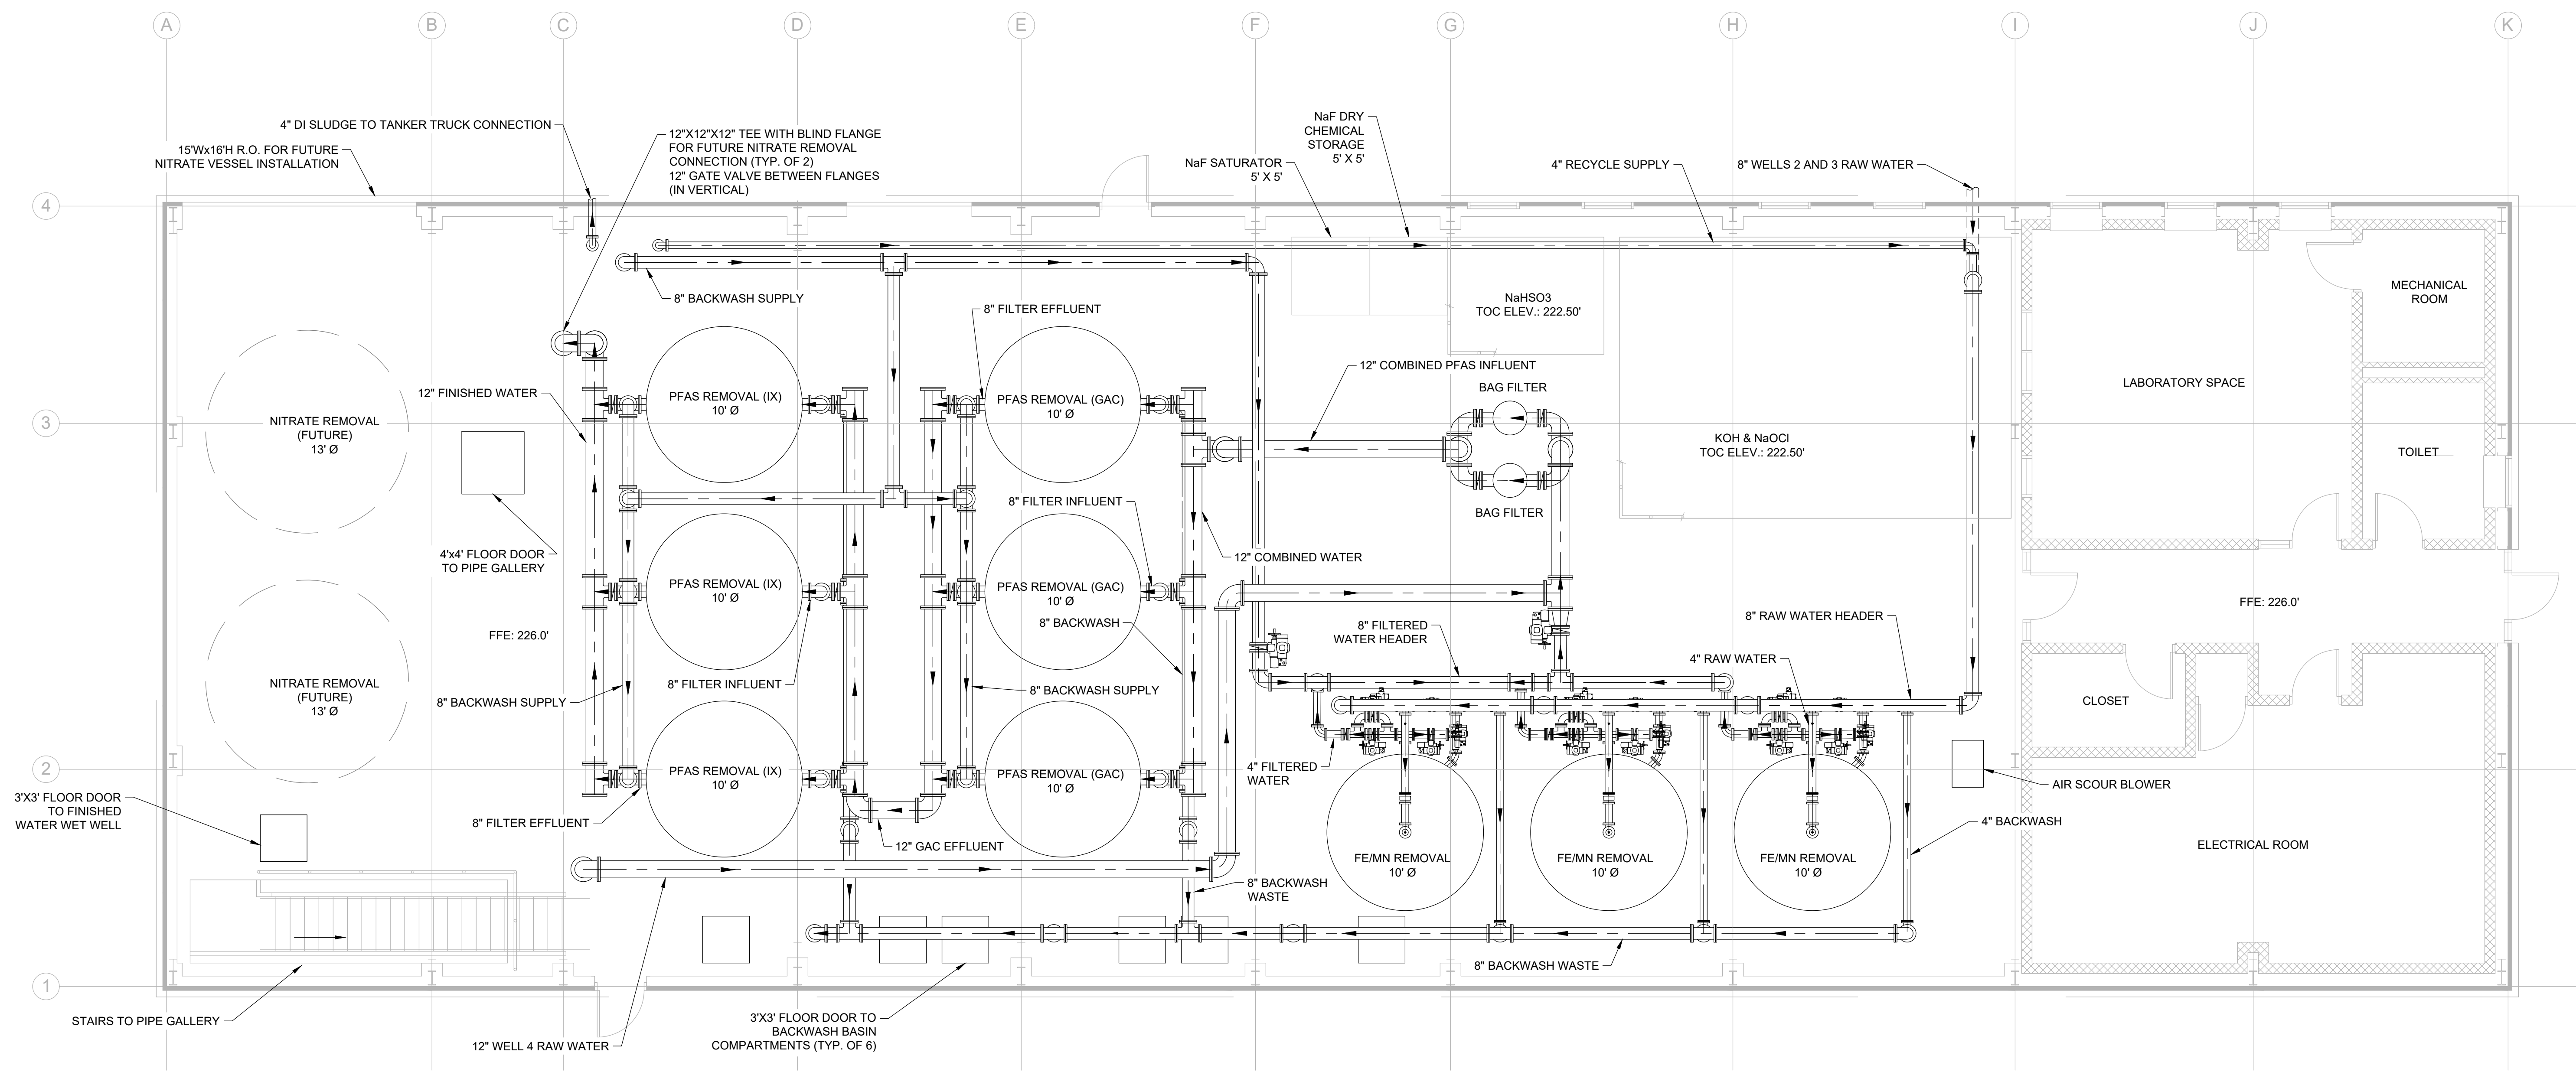 A
B
C
D
E
F
G
H
I
J
K
4" DI SLUDGE TO TANKER TRUCK CONNECTION
15'Wx16'H R.O. FOR FUTURE
NITRATE VESSEL INSTALLATION
12"X12"X12" TEE WITH BLIND FLANGE
FOR FUTURE NITRATE REMOVAL
CONNECTION (TYP. OF 2)
12" GATE VALVE BETWEEN FLANGES
(IN VERTICAL)
NaF DRY
CHEMICAL
STORAGE
5' X 5'
NaF SATURATOR
5' X 5'
4" RECYCLE SUPPLY
8" WELLS 2 AND 3 RAW WATER
4
8" BACKWASH SUPPLY
8" FILTER EFFLUENT
NaHSO3
TOC ELEV.: 222.50'
MECHANICAL
ROOM
12" COMBINED PFAS INFLUENT
BAG FILTER
LABORATORY SPACE
12" FINISHED WATER
PFAS REMOVAL (IX)
10' Ø
PFAS REMOVAL (GAC)
10' Ø
3
NITRATE REMOVAL
(FUTURE)
13' Ø
KOH & NaOCl
TOC ELEV.: 222.50'
TOILET
8" FILTER INFLUENT
BAG FILTER
4'x4' FLOOR DOOR
TO PIPE GALLERY
12" COMBINED WATER
PFAS REMOVAL (IX)
10' Ø
PFAS REMOVAL (GAC)
10' Ø
FFE: 226.0'
FFE: 226.0'
8" BACKWASH
8" FILTERED
WATER HEADER
8" RAW WATER HEADER
4" RAW WATER
NITRATE REMOVAL
(FUTURE)
13' Ø
8" FILTER INFLUENT
8" BACKWASH SUPPLY
8" BACKWASH SUPPLY
CLOSET
2
PFAS REMOVAL (IX)
10' Ø
PFAS REMOVAL (GAC)
10' Ø
4" FILTERED
WATER
AIR SCOUR BLOWER
3'X3' FLOOR DOOR
TO FINISHED
WATER WET WELL
8" FILTER EFFLUENT
4" BACKWASH
12" GAC EFFLUENT
ELECTRICAL ROOM
FE/MN REMOVAL
10' Ø
FE/MN REMOVAL
10' Ø
FE/MN REMOVAL
10' Ø
8" BACKWASH
WASTE
8" BACKWASH WASTE
1
STAIRS TO PIPE GALLERY
3'X3' FLOOR DOOR TO
BACKWASH BASIN
COMPARTMENTS (TYP. OF 6)
12" WELL 4 RAW WATER